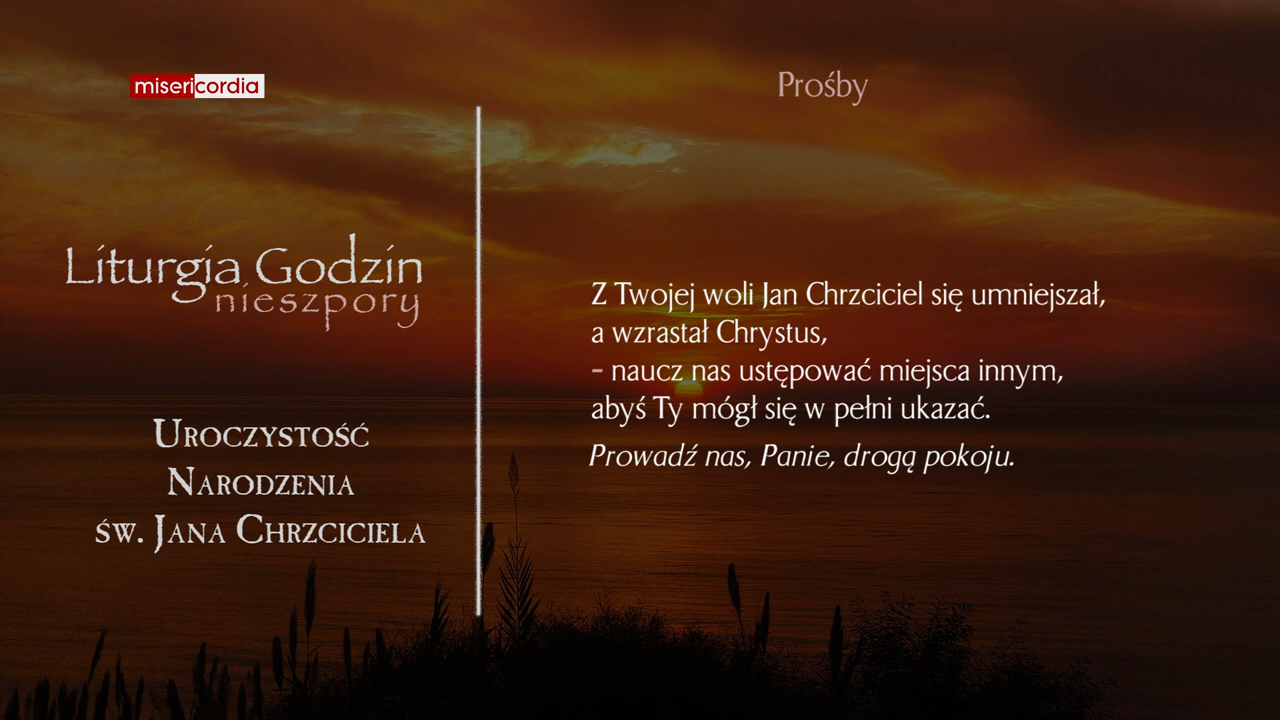 misericordia
Liturgia Godzin
nieszpory
Uroczystość
Narodzenia
św. Jana Chrzciciela
Prośby
Z Twojej woli Jan Chrzciciel się umniejszał,
a wzrastał Chrystus,
- naucz nas ustępować miejsca innym,
abyś Ty mógł się w pełni ukazać.
Prowadź nas, Panie, drogą pokoju.